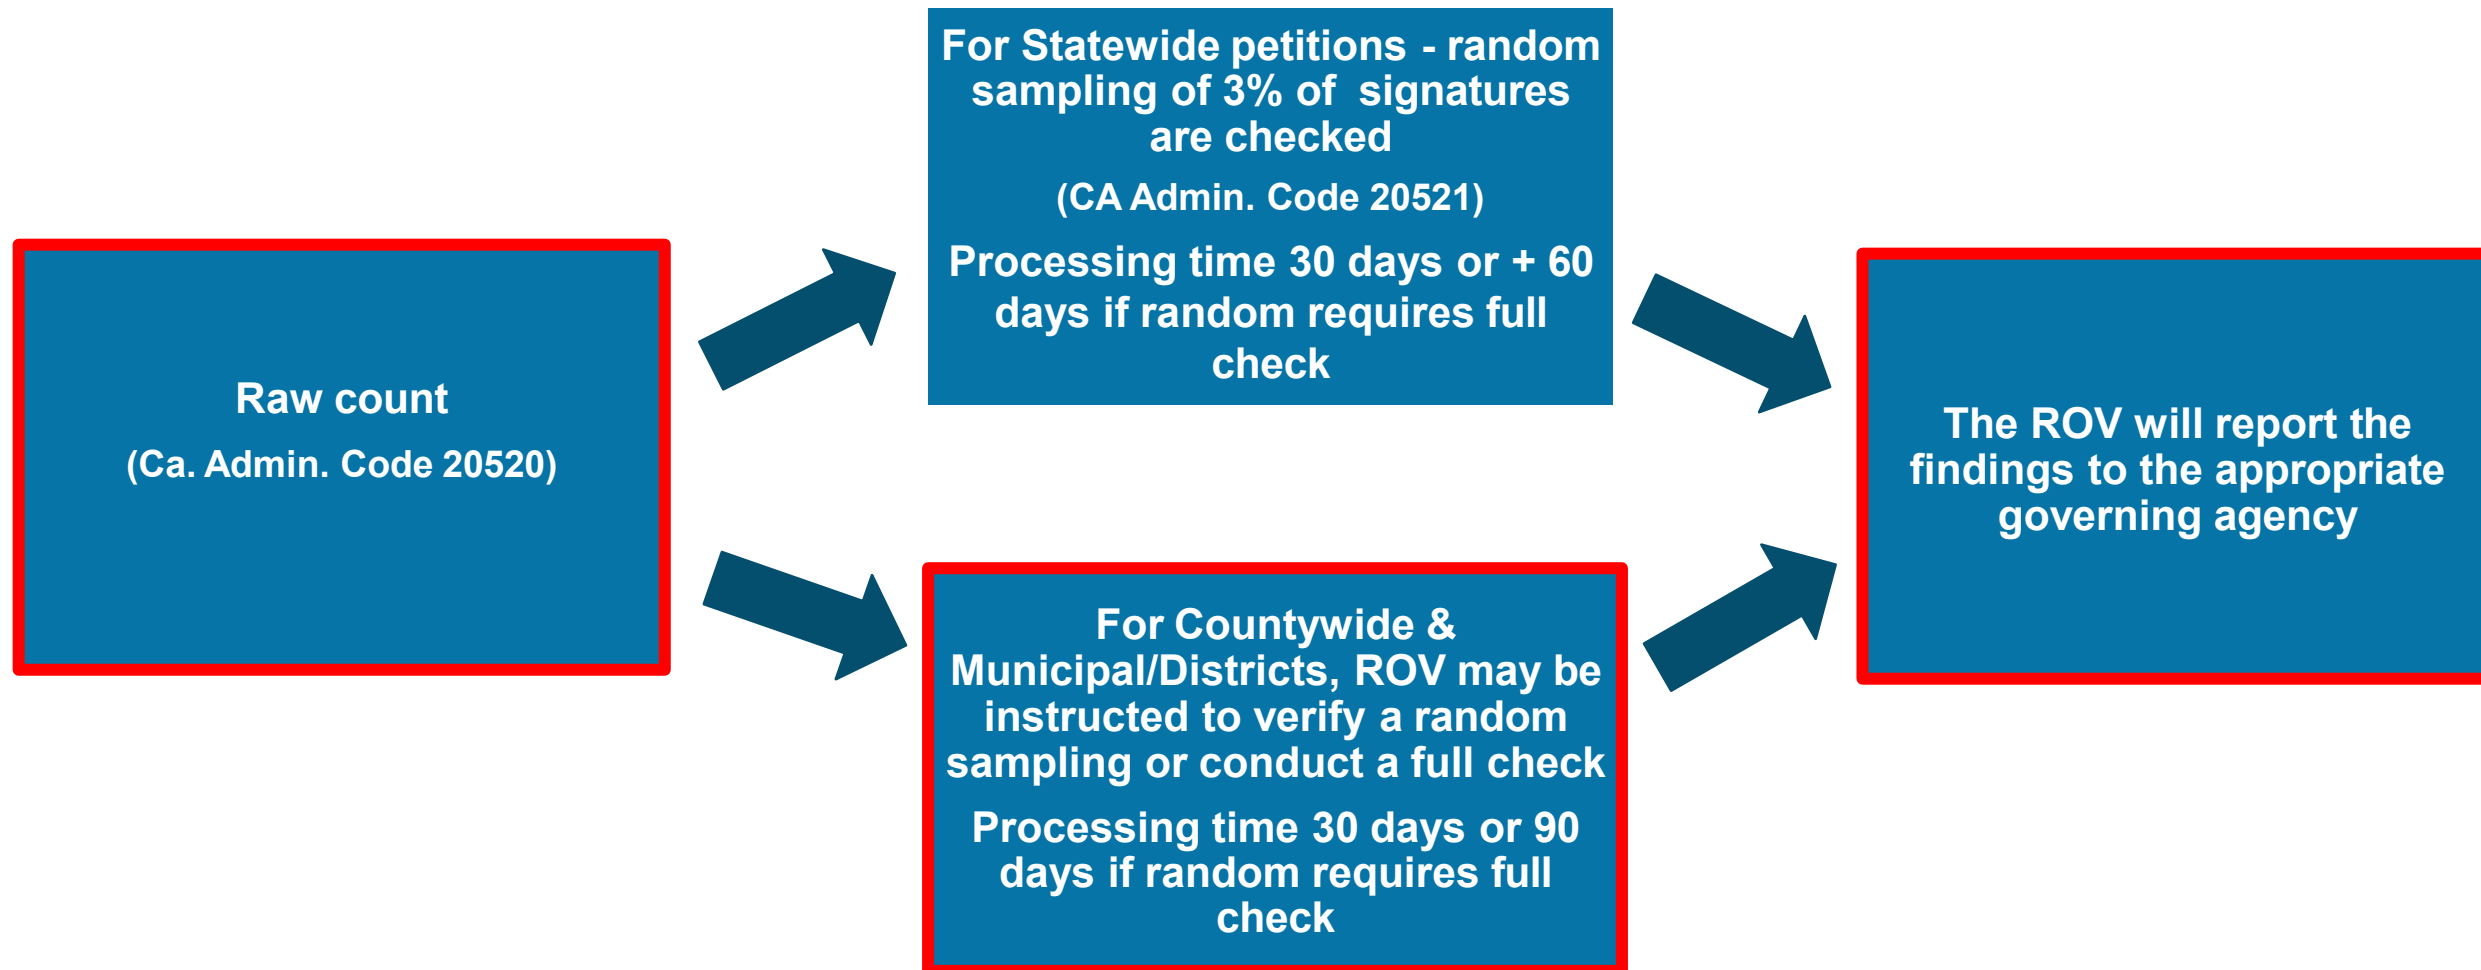 Raw count
(Ca. Admin. Code 20520)
For Statewide petitions - random
sampling of 3% of signatures
are checked
(CA Admin. Code 20521)
Processing time 30 days or + 60
days if random requires full
check
For Countywide &
Municipal/Districts, ROV may be
instructed to verify a random
sampling or conduct a full check
Processing time 30 days or 90
days if random requires full
check
The ROV will report the
findings to the appropriate
governing agency